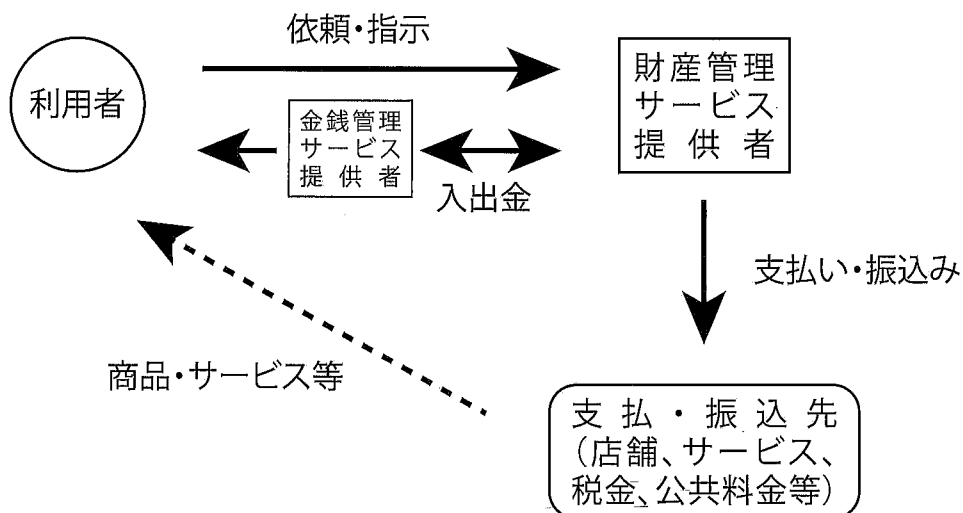 依頼・指示
利用者
財産管理
サービス
提供者
金銭管理
サービス
提供者
入出金
支払い・振込み
商品・サービス等
支払・振込先
(店舗、サービス、
税金、公共料金等)